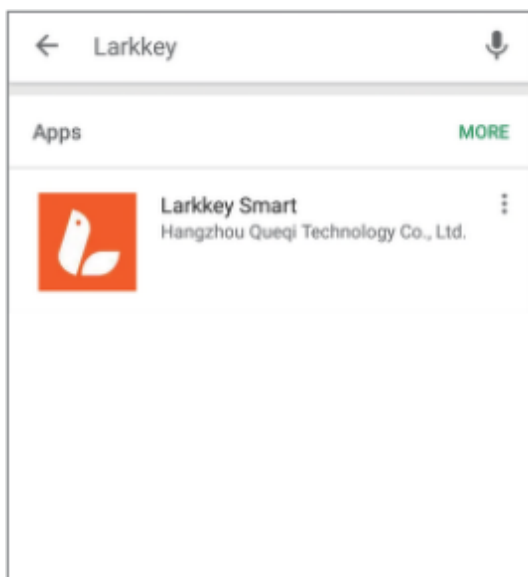 Larkkey
Apps MORE
Larkkey Smart
Hangzhou Queqi Technology Co., Ltd.